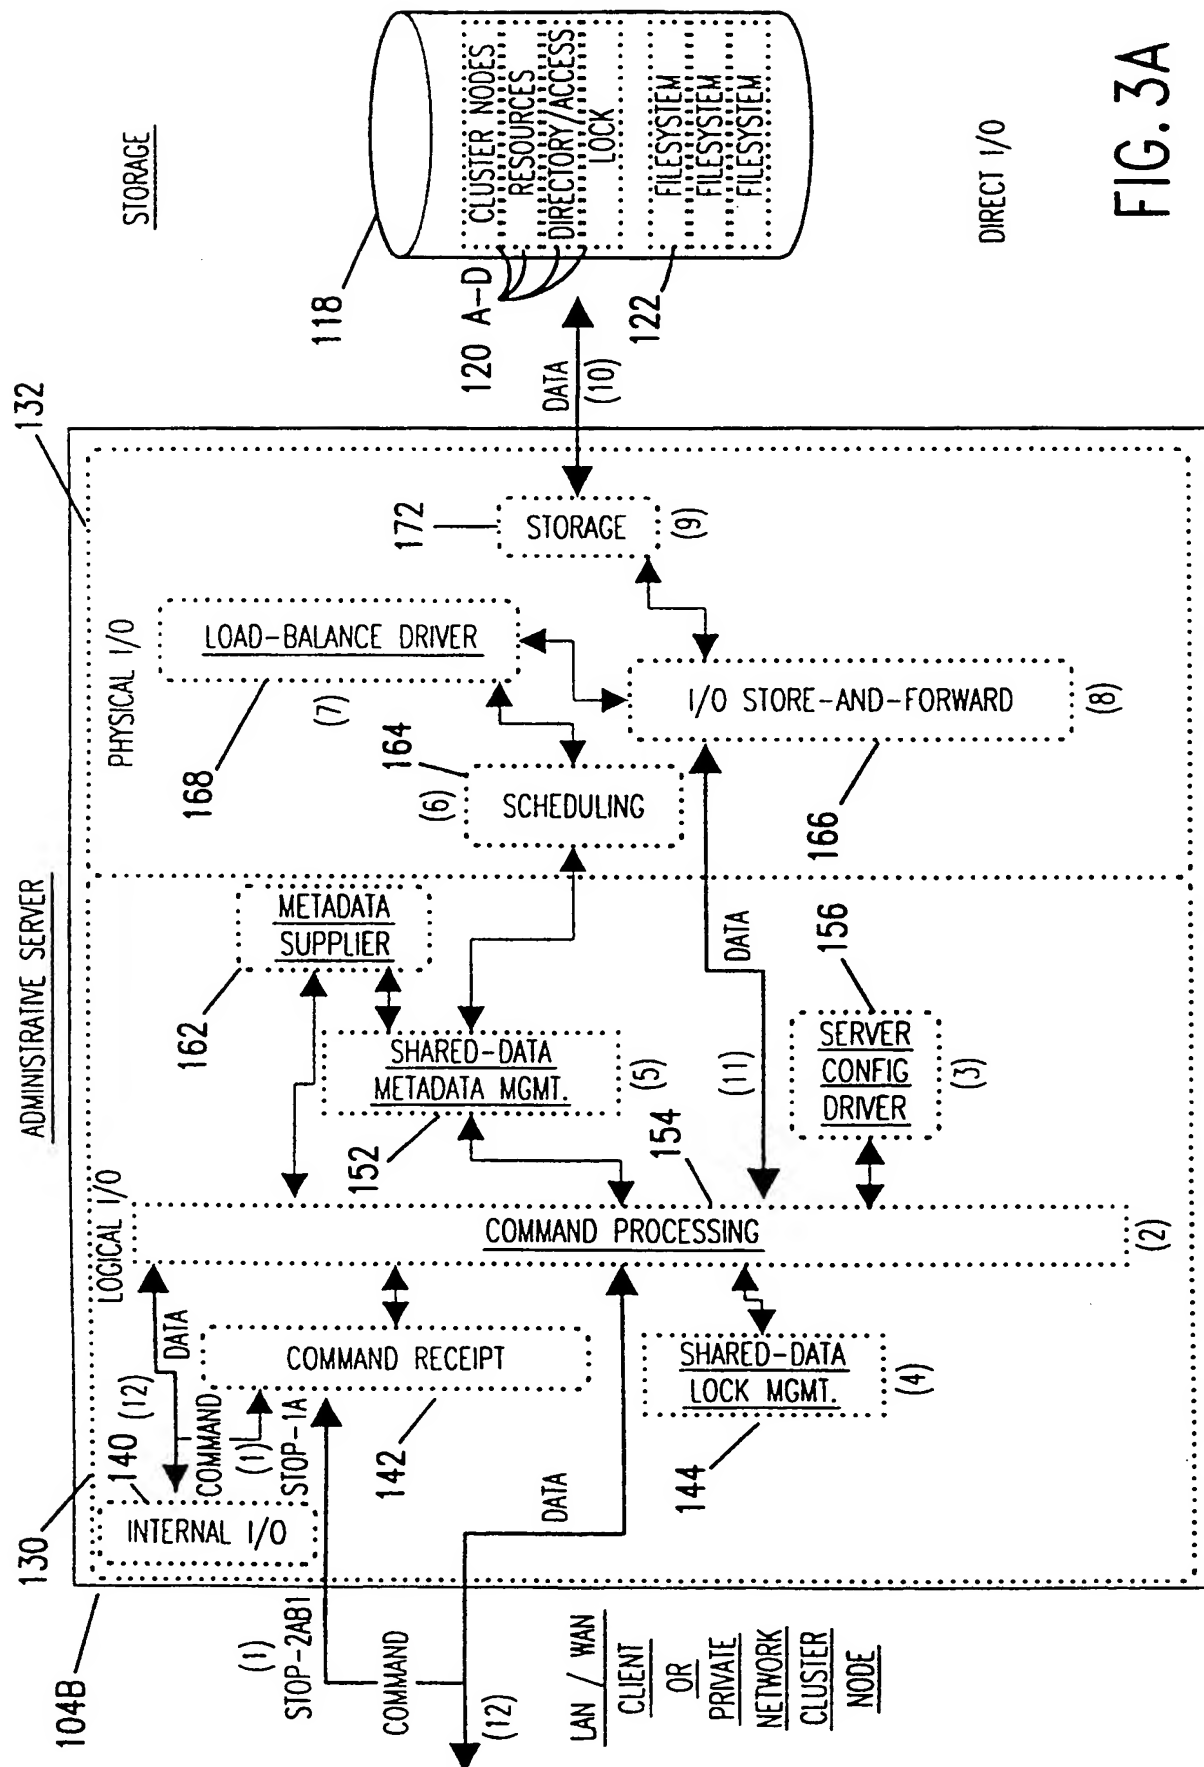 ADMINISTRATIVE SERVER
STORAGE
104B
130
132
118
LOGICAL I/O
PHYSICAL I/O
140
INTERNAL I/O
(12)
DATA
COMMAND
(1)
STOP-1A
COMMAND RECEIPT
142
(1)
STOP-2AB1
COMMAND
(12)
DATA
LAN / WAN
CLIENT
OR
PRIVATE
NETWORK
CLUSTER
NODE
SHARED-DATA
LOCK MGMT.
(4)
144
COMMAND PROCESSING
(2)
154
162
METADATA
SUPPLIER
SHARED-DATA
METADATA MGMT.
(5)
152
(11)
DATA
156
SERVER
CONFIG
DRIVER
(3)
168
LOAD-BALANCE DRIVER
(7)
164
(6)
SCHEDULING
I/O STORE-AND-FORWARD
(8)
166
172
STORAGE
(9)
DATA
(10)
120 A-D
CLUSTER NODES
RESOURCES
DIRECTORY/ACCESS
LOCK
122
FILESYSTEM
FILESYSTEM
FILESYSTEM
DIRECT I/O
FIG. 3A